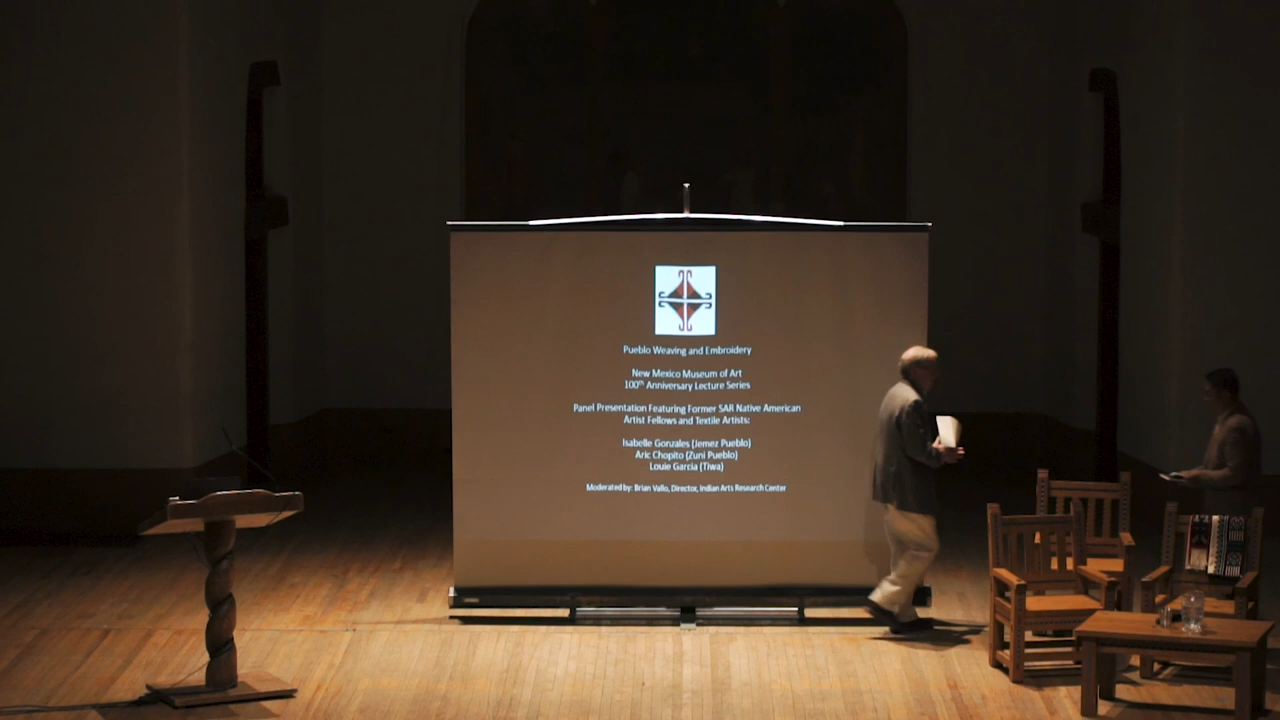 Pueblo Weaving and Embroidery
New Mexico Museum of Art
100th Anniversary Lecture Series
Panel Presentation Featuring Former SAR Native American
Artist Fellows and Textile Artists:
Isabelle Gonzales (Jemez Pueblo)
Aric Chopito (Zuni Pueblo)
Louie Garcia (Tiwa)
Moderated by: Brian Vallo, Director, Indian Arts Research Center